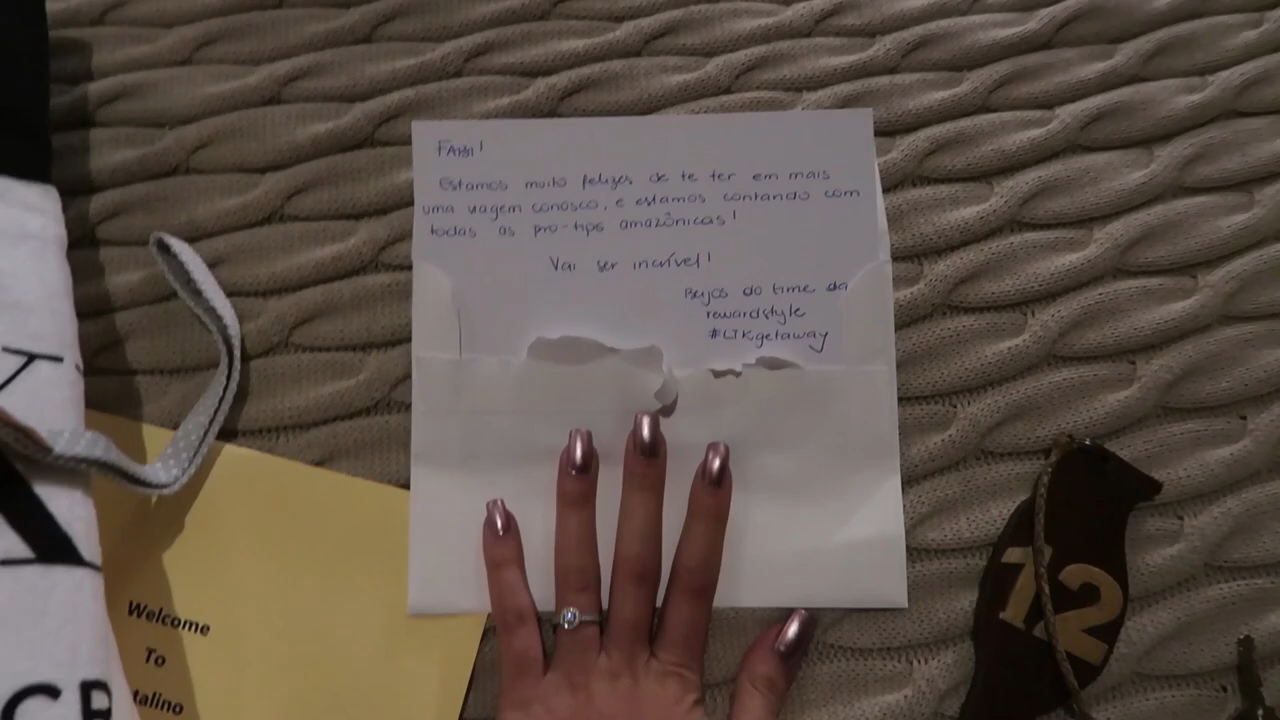 FABI!
Estamos muito felizes de te ter em mais
uma viagem conosco, e estamos contando com
todas as pro-tips amazônicas!
Vai ser incrível!
Beijos do time da
rewardstyle
#LTKgetaway
Welcome
To
talino
12